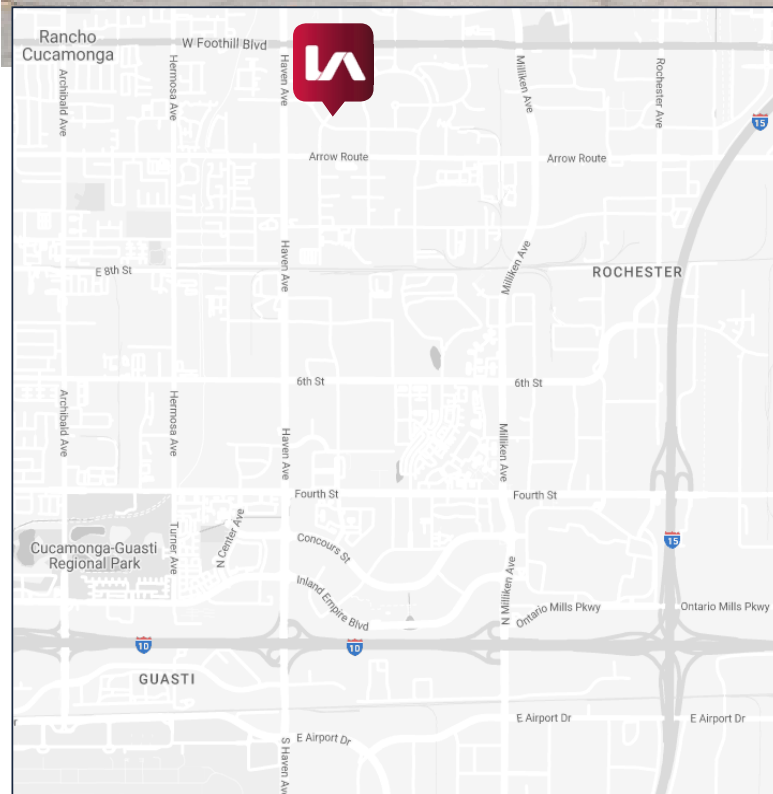 Rancho
Cucamonga
W Foothill Blvd
LA
Archibald Ave
Hermosa Ave
Haven Ave
Milliken Ave
Rochester Ave
15
Arrow Route
Arrow Route
Haven Ave
Milliken Ave
E 8th St
ROCHESTER
6th St
6th St
Archibald Ave
Hermosa Ave
Haven Ave
Milliken Ave
Fourth St
Fourth St
Turner Ave
N Center Ave
Concours St
15
Cucamonga-Guasti
Regional Park
Inland Empire Blvd
N Milliken Ave
Ontario Mills Pkwy
Ontario Mills Pkwy
10
10
GUASTI
r
E Airport Dr
E Airport Dr
E Airport Dr
S Haven Ave